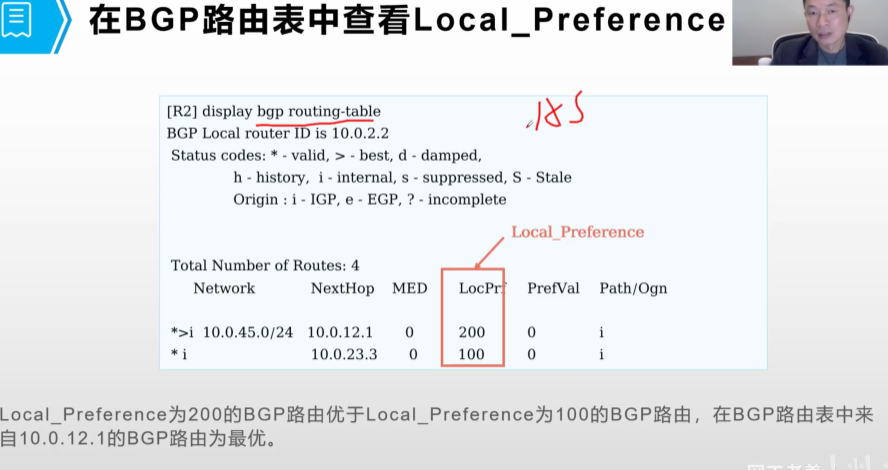 在BGP路由表中查看Local_Preference
[R2] display bgp routing-table
BGP Local router ID is 10.0.2.2
Status codes: * - valid, > - best, d - damped,
h - history, i - internal, s - suppressed, S - Stale
Origin : i - IGP, e - EGP, ? - incomplete
Local_Preference
Total Number of Routes: 4
Network NextHop MED LocPrf PrefVal Path/Ogn
*>i 10.0.45.0/24 10.0.12.1 0 200 0 i
* i 10.0.23.3 0 100 0 i
Local_Preference为200的BGP路由优于Local_Preference为100的BGP路由，在BGP路由表中来
自10.0.12.1的BGP路由为最优。